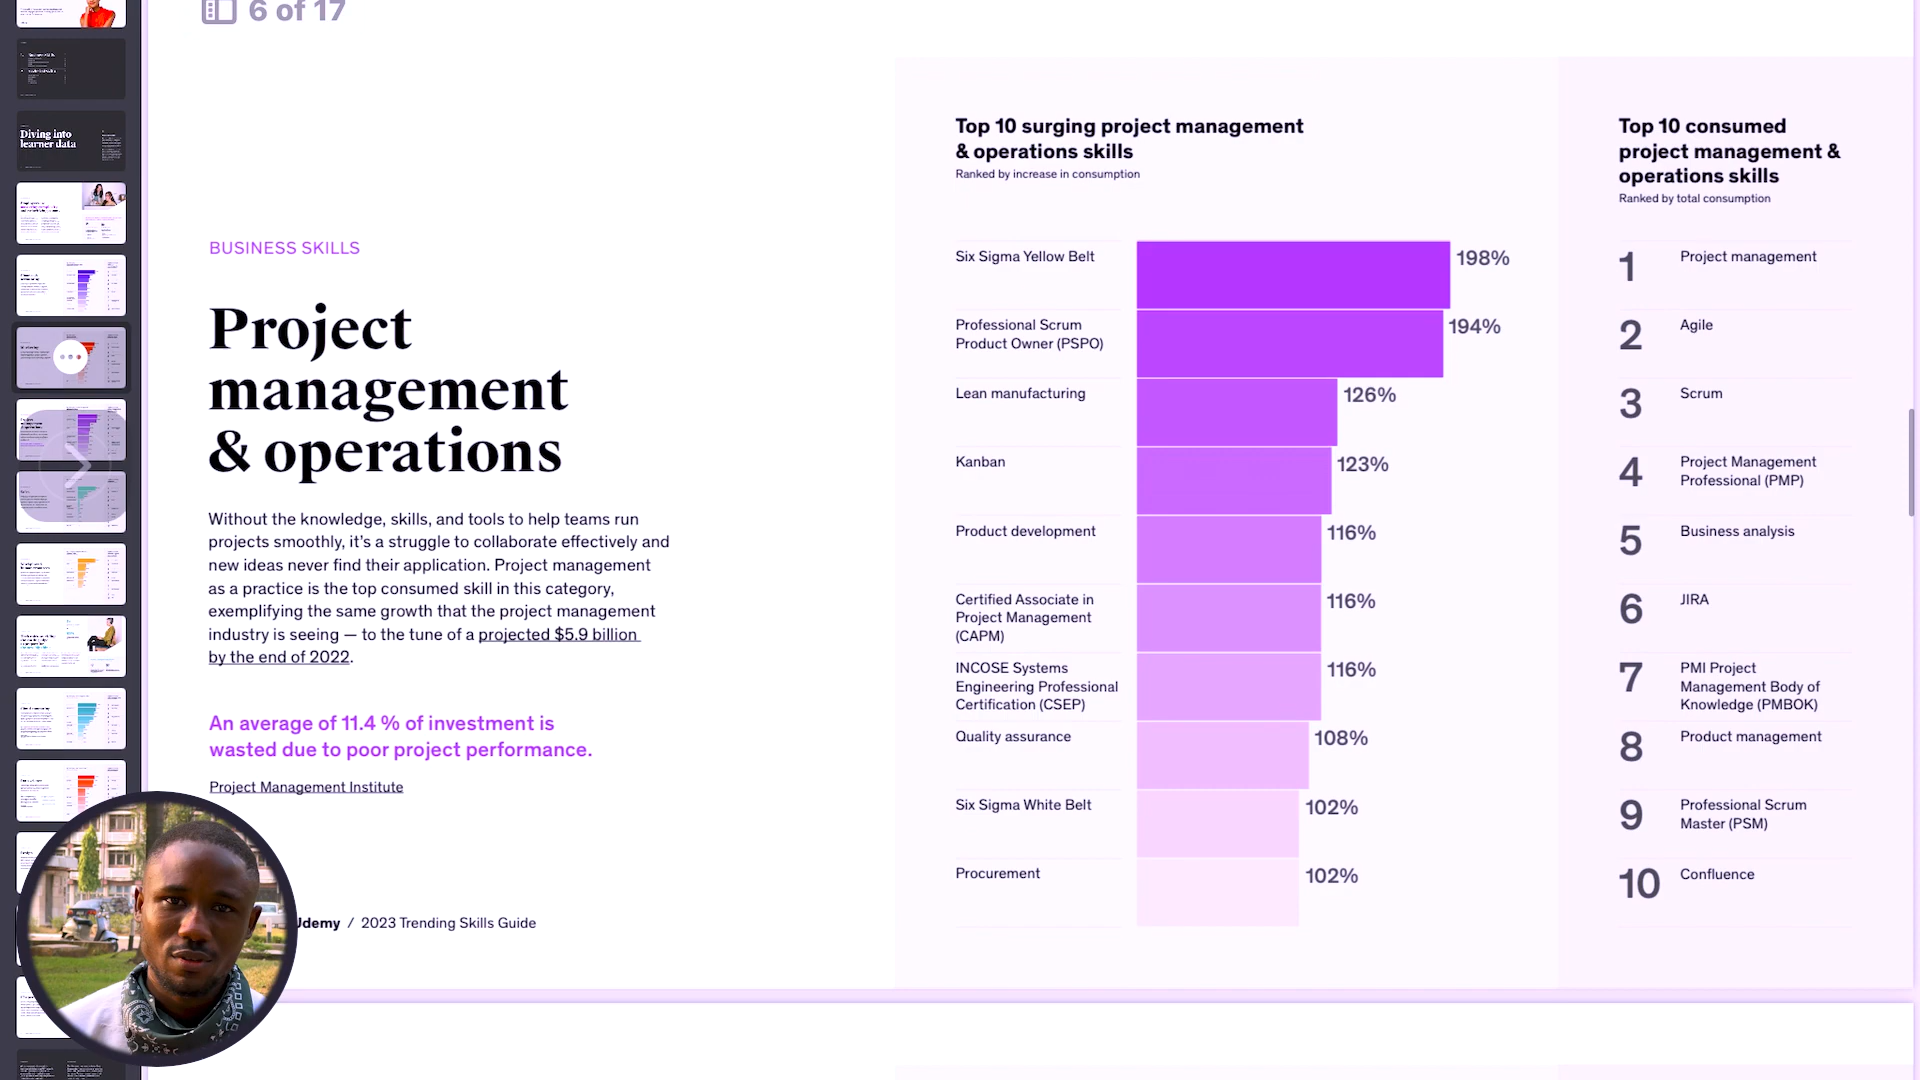 6 of 17
Diving into
learner data
BUSINESS SKILLS
Project
management
& operations
Without the knowledge, skills, and tools to help teams run
projects smoothly, it’s a struggle to collaborate effectively and
new ideas never find their application. Project management
as a practice is the top consumed skill in this category,
exemplifying the same growth that the project management
industry is seeing — to the tune of a projected $5.9 billion
by the end of 2022.
An average of 11.4 % of investment is
wasted due to poor project performance.
Project Management Institute
Udemy / 2023 Trending Skills Guide
Top 10 surging project management
& operations skills
Ranked by increase in consumption
Six Sigma Yellow Belt
198%
Professional Scrum
Product Owner (PSPO)
194%
Lean manufacturing
126%
Kanban
123%
Product development
116%
Certified Associate in
Project Management
(CAPM)
116%
INCOSE Systems
Engineering Professional
Certification (CSEP)
116%
Quality assurance
108%
Six Sigma White Belt
102%
Procurement
102%
Top 10 consumed
project management &
operations skills
Ranked by total consumption
1 Project management
2 Agile
3 Scrum
4 Project Management
Professional (PMP)
5 Business analysis
6 JIRA
7 PMI Project
Management Body of
Knowledge (PMBOK)
8 Product management
9 Professional Scrum
Master (PSM)
10 Confluence